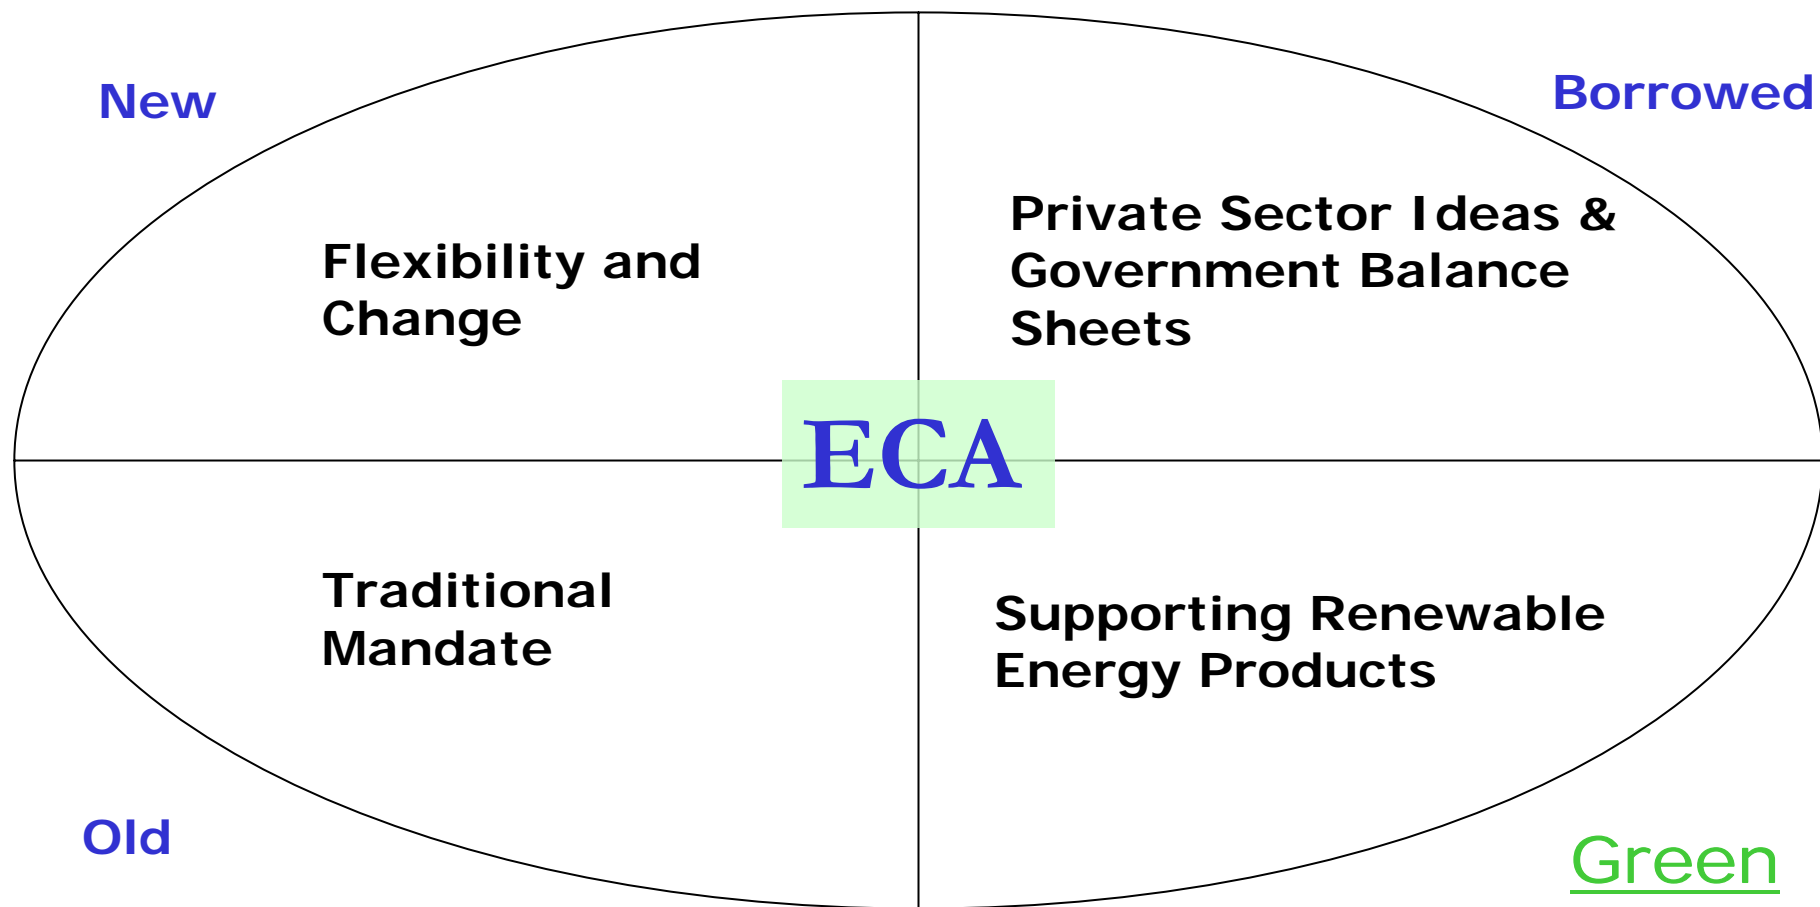 New
Borrowed
Flexibility and
Change
Private Sector Ideas &
Government Balance
Sheets
ECA
Traditional
Mandate
Supporting Renewable
Energy Products
Old
Green